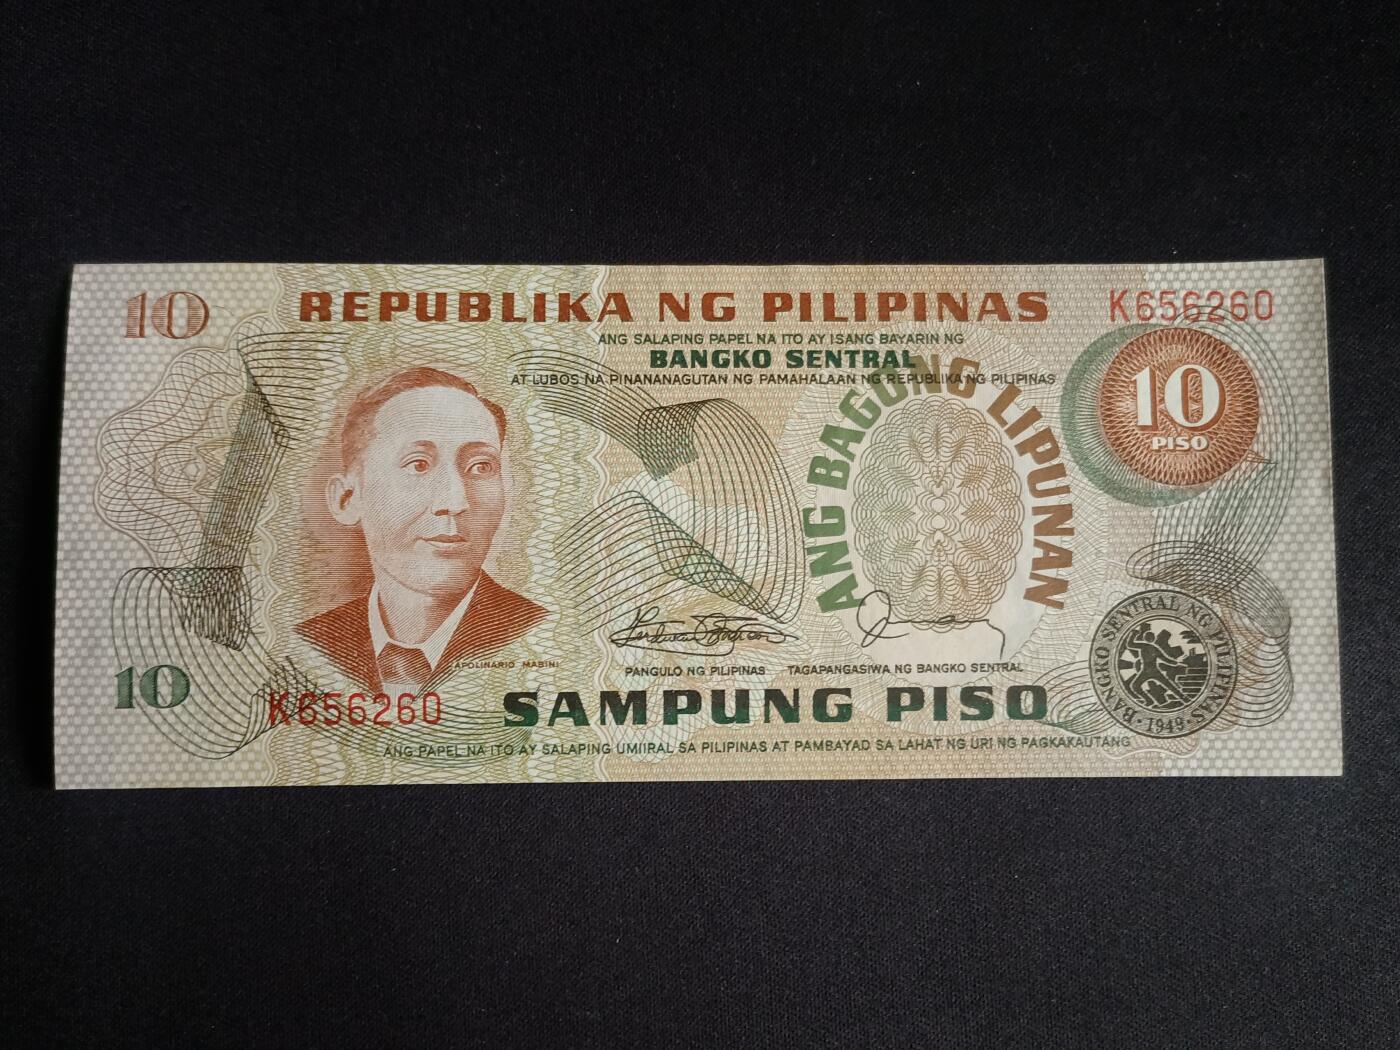 10
REPUBLIKA NG PILIPINAS
K656260
ANG SALAPING PAPEL NA ITO AY ISANG BAYARIN NG
BANGKO SENTRAL
AT LUBOS NA PINANANAGUTAN NG PAMAHALAAN NG REPUBLIKA NG PILIPINAS
ANG BAGONG LIPUNAN
10
PISO
APOLINARIO MABINI
PANGULO NG PILIPINAS
TAGAPANGASIWA NG BANGKO SENTRAL
BANGKO SENTRAL NG PILIPINAS
1949
10
K656260
SAMPUNG PISO
ANG PAPEL NA ITO AY SALAPING UMIIRAL SA PILIPINAS AT PAMBAYAD SA LAHAT NG URI NG PAGKAKAUTANG